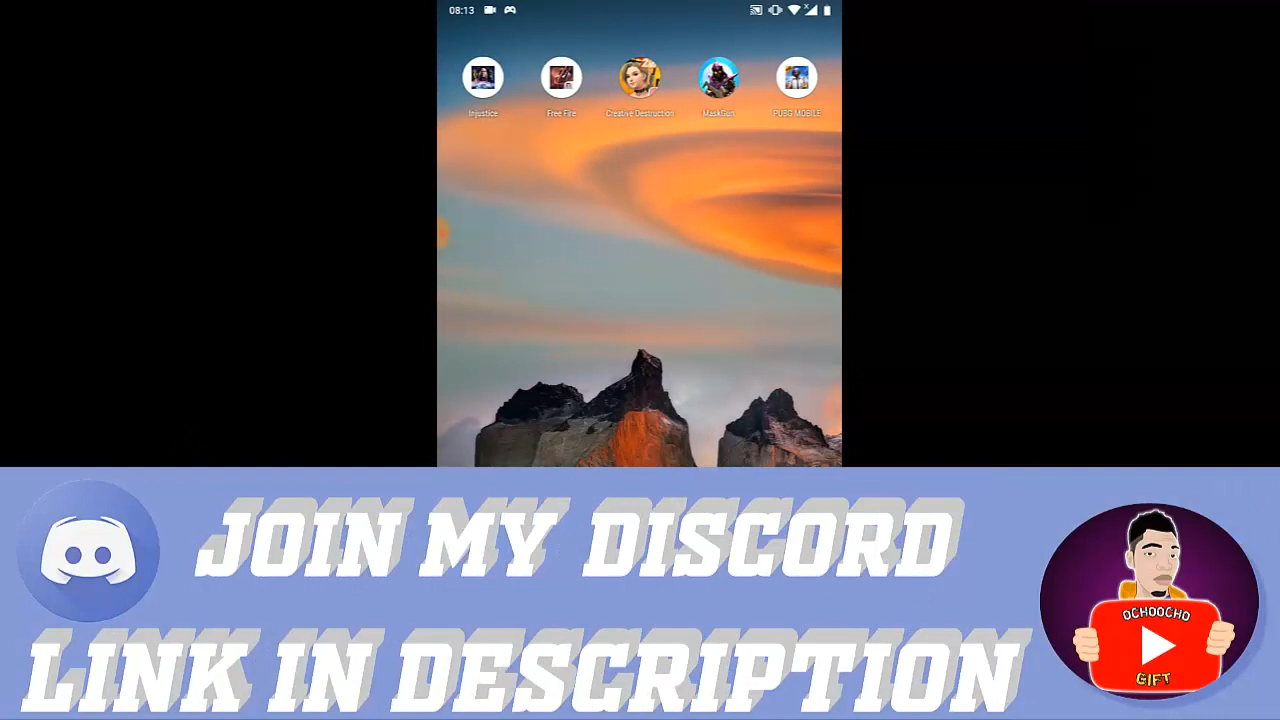 08:13
Injustice
Free Fire
Creative Destruction
MaskGun
PUBG MOBILE
JOIN MY DISCORD
LINK IN DESCRIPTION
OCHOOCHO
GIFT